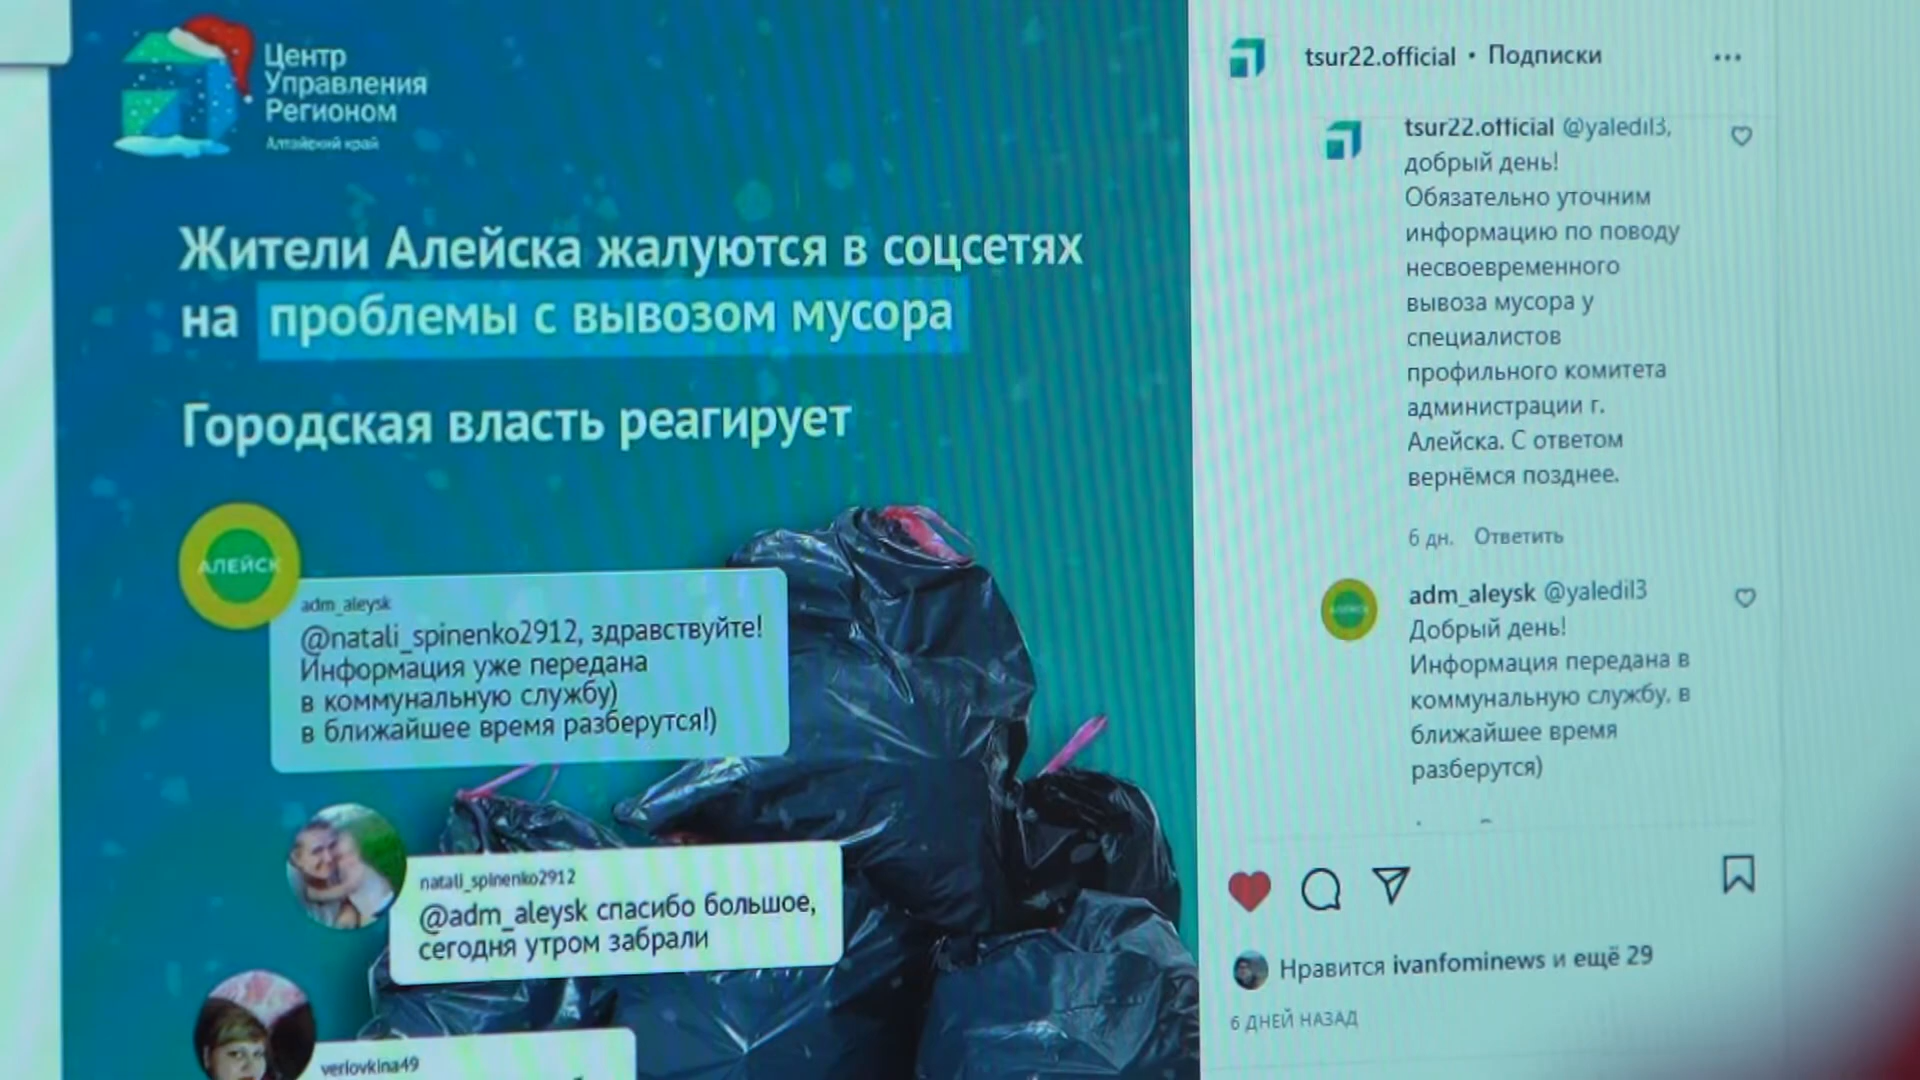 Центр
Управления
Регионом
Алтайский край
Жители Алейска жалуются в соцсетях
на проблемы с вывозом мусора
Городская власть реагирует
АЛЕЙСК
adm_aleysk
@natali_spinenko2912, здравствуйте!
Информация уже передана
в коммунальную службу)
в ближайшее время разберутся!)
natali_spinenko2912
@adm_aleysk спасибо большое,
сегодня утром забрали
verlovkina49
tsur22.official • Подписки
tsur22.official @yaledil3,
добрый день!
Обязательно уточним
информацию по поводу
несвоевременного
вывоза мусора у
специалистов
профильного комитета
администрации г.
Алейска. С ответом
вернёмся позднее.
6 дн. Ответить
adm_aleysk @yaledil3
Добрый день!
Информация передана в
коммунальную службу, в
ближайшее время
разберутся)
Нравится ivanfominews и ещё 29
6 ДНЕЙ НАЗАД